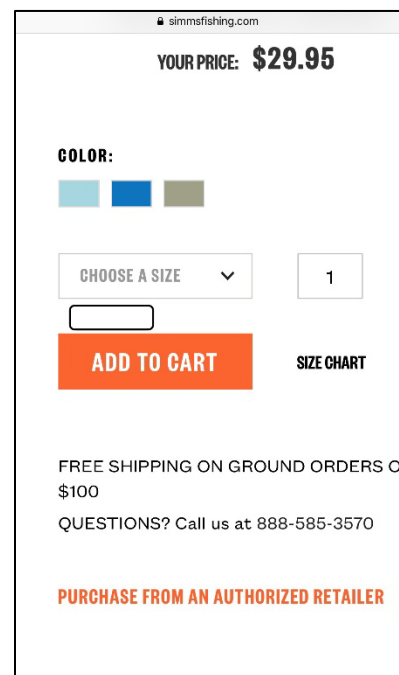 simmsfishing.com
YOUR PRICE: $29.95
COLOR:
CHOOSE A SIZE 1
ADD TO CART SIZE CHART
FREE SHIPPING ON GROUND ORDERS
$100
QUESTIONS? Call us at 888-585-3570
PURCHASE FROM AN AUTHORIZED RETAILER